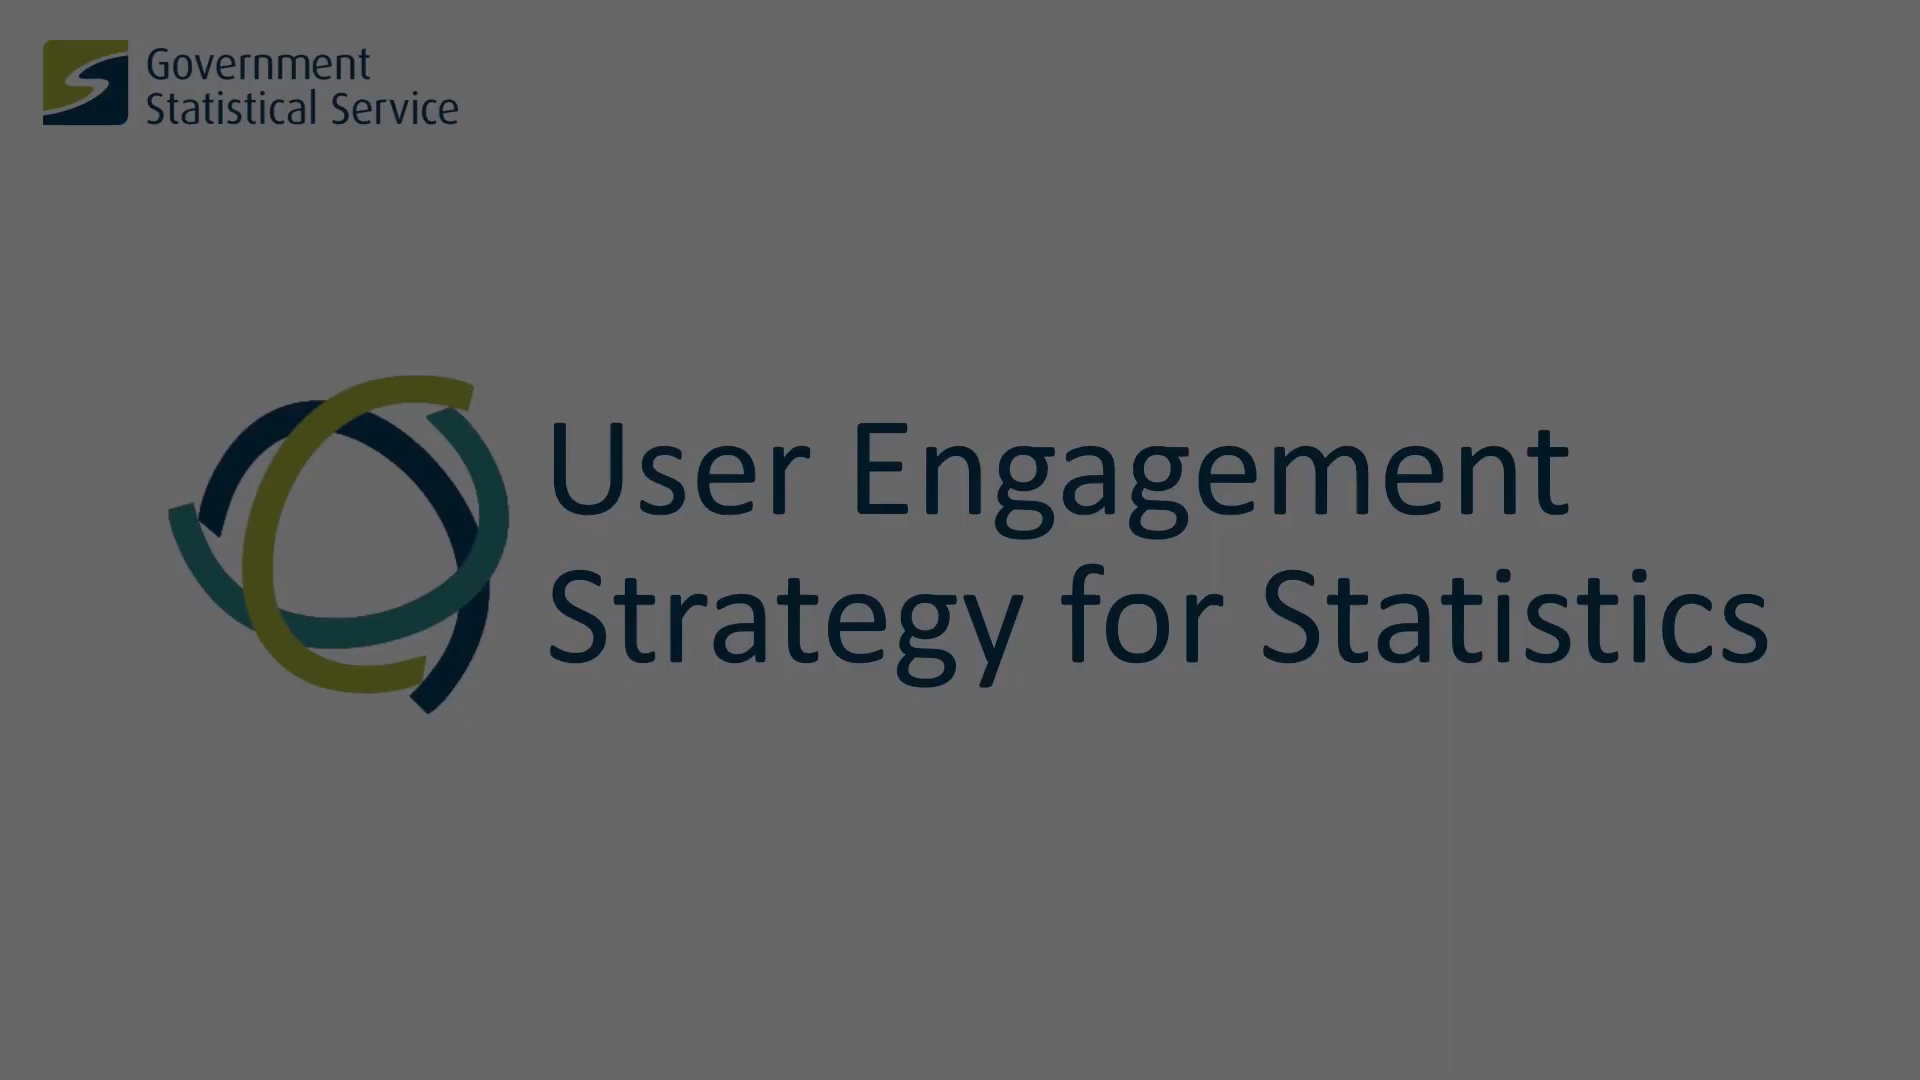 Government
Statistical Service
User Engagement
Strategy for Statistics